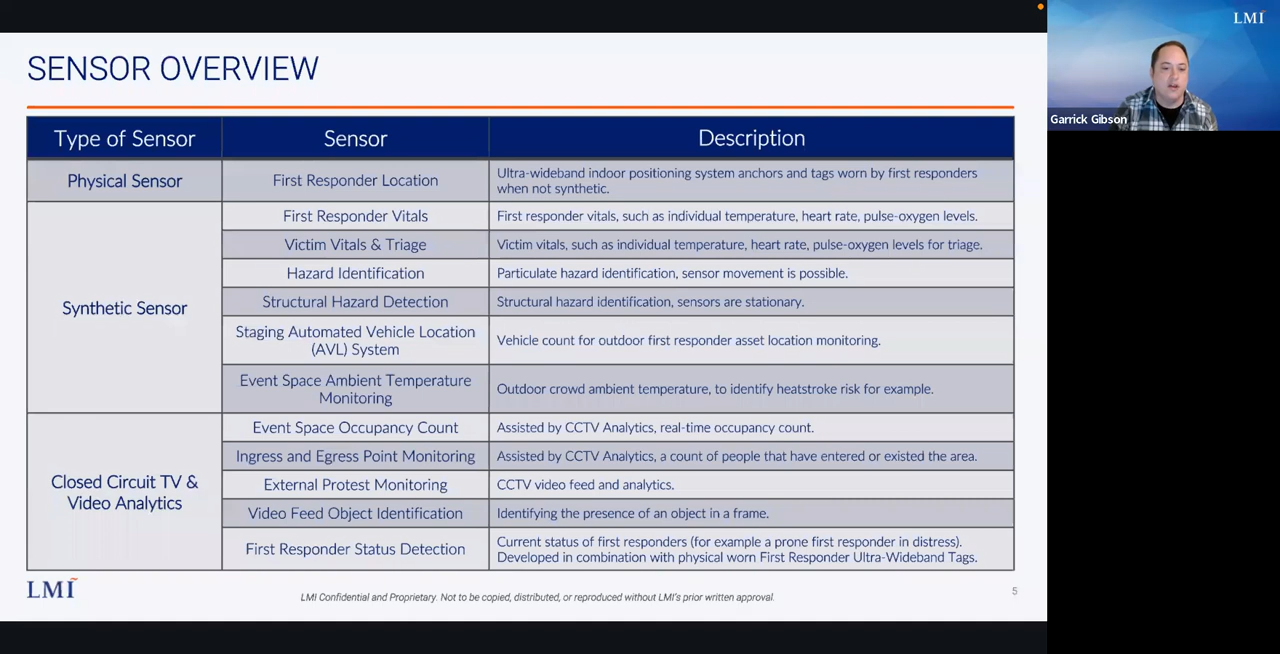 SENSOR OVERVIEW
Type of Sensor
Sensor
Description
Physical Sensor
First Responder Location
Ultra-wideband indoor positioning system anchors and tags worn by first responders
when not synthetic.
Synthetic Sensor
First Responder Vitals
First responder vitals, such as individual temperature, heart rate, pulse-oxygen levels.
Victim Vitals & Triage
Victim vitals, such as individual temperature, heart rate, pulse-oxygen levels for triage.
Hazard Identification
Particulate hazard identification, sensor movement is possible.
Structural Hazard Detection
Structural hazard identification, sensors are stationary.
Staging Automated Vehicle Location
(AVL) System
Vehicle count for outdoor first responder asset location monitoring.
Event Space Ambient Temperature
Monitoring
Outdoor crowd ambient temperature, to identify heatstroke risk for example.
Closed Circuit TV &
Video Analytics
Event Space Occupancy Count
Assisted by CCTV Analytics, real-time occupancy count.
Ingress and Egress Point Monitoring
Assisted by CCTV Analytics, a count of people that have entered or existed the area.
External Protest Monitoring
CCTV video feed and analytics.
Video Feed Object Identification
Identifying the presence of an object in a frame.
First Responder Status Detection
Current status of first responders (for example a prone first responder in distress).
Developed in combination with physical worn First Responder Ultra-Wideband Tags.
LMI
LMI Confidential and Proprietary. Not to be copied, distributed, or reproduced without LMI's prior written approval.
5
LMI
Garrick Gibson